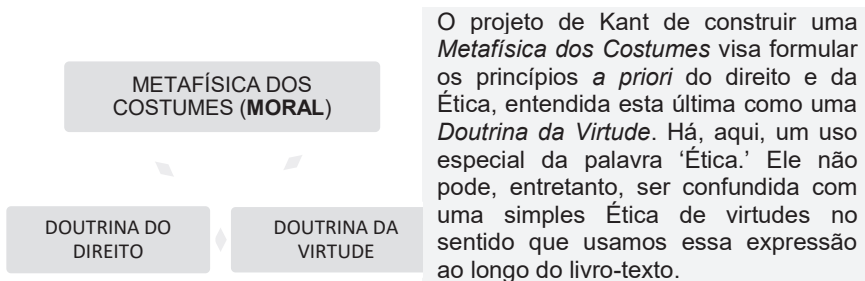 METAFÍSICA DOS
COSTUMES (MORAL)
DOUTRINA DO
DIREITO
DOUTRINA DA
VIRTUDE
O projeto de Kant de construir uma
Metafísica dos Costumes visa formular
os princípios a priori do direito e da
Ética, entendida esta última como uma
Doutrina da Virtude. Há, aqui, um uso
especial da palavra ‘Ética.’ Ele não
pode, entretanto, ser confundida com
uma simples Ética de virtudes no
sentido que usamos essa expressão
ao longo do livro-texto.